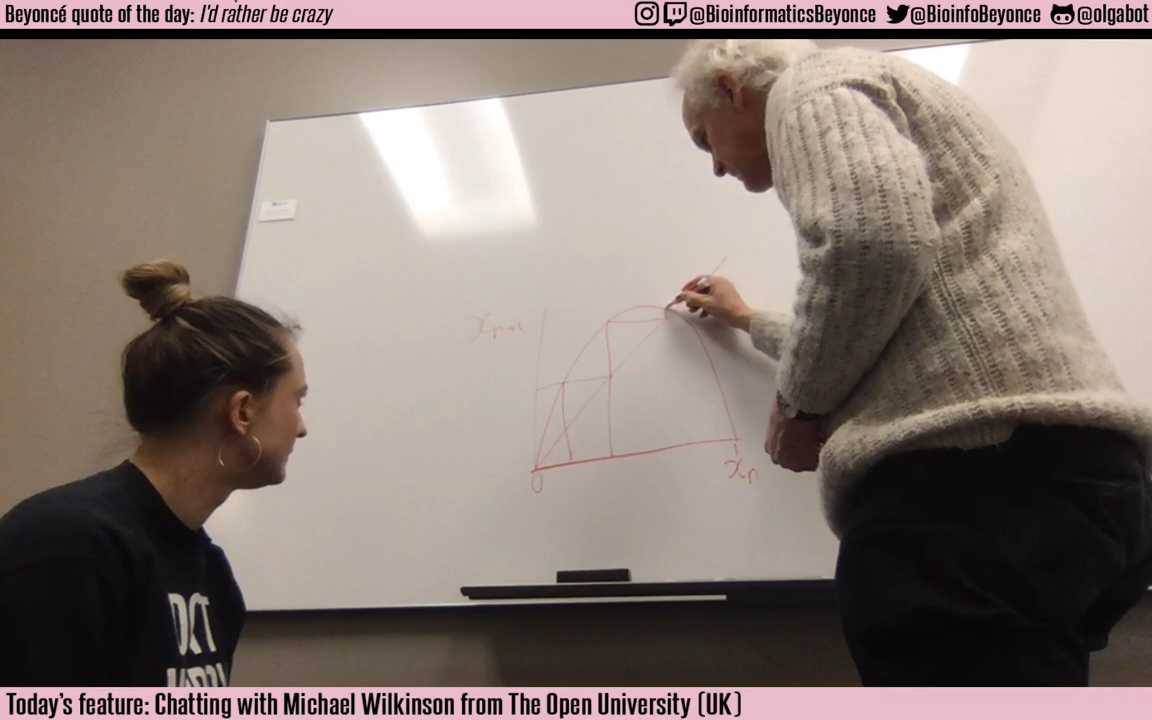 Beyoncé quote of the day: I'd rather be crazy
@BioinformaticsBeyonce @BioinfoBeyonce @olgabot
xn+1
0
xn
Today's feature: Chatting with Michael Wilkinson from The Open University (UK)